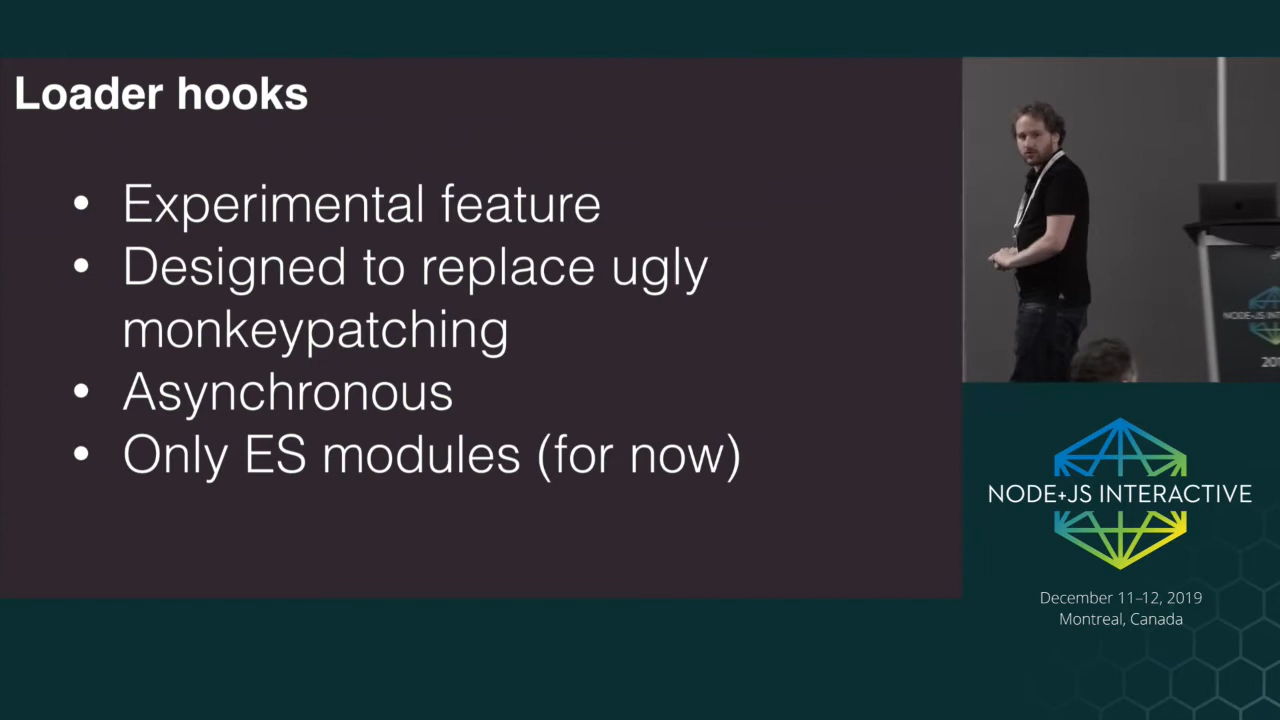 Loader hooks
• Experimental feature
• Designed to replace ugly
monkeypatching
• Asynchronous
• Only ES modules (for now)
NODE+JS INTERACTIVE
December 11–12, 2019
Montreal, Canada